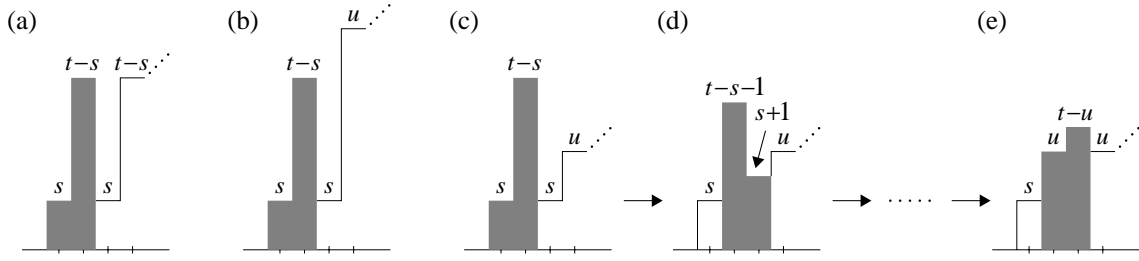 (a)
t−s t−s
s s
(b)
u
t−s
s s
(c)
t−s
u
s s
(d)
t−s−1
s+1
u
s
(e)
t−u
u u
s